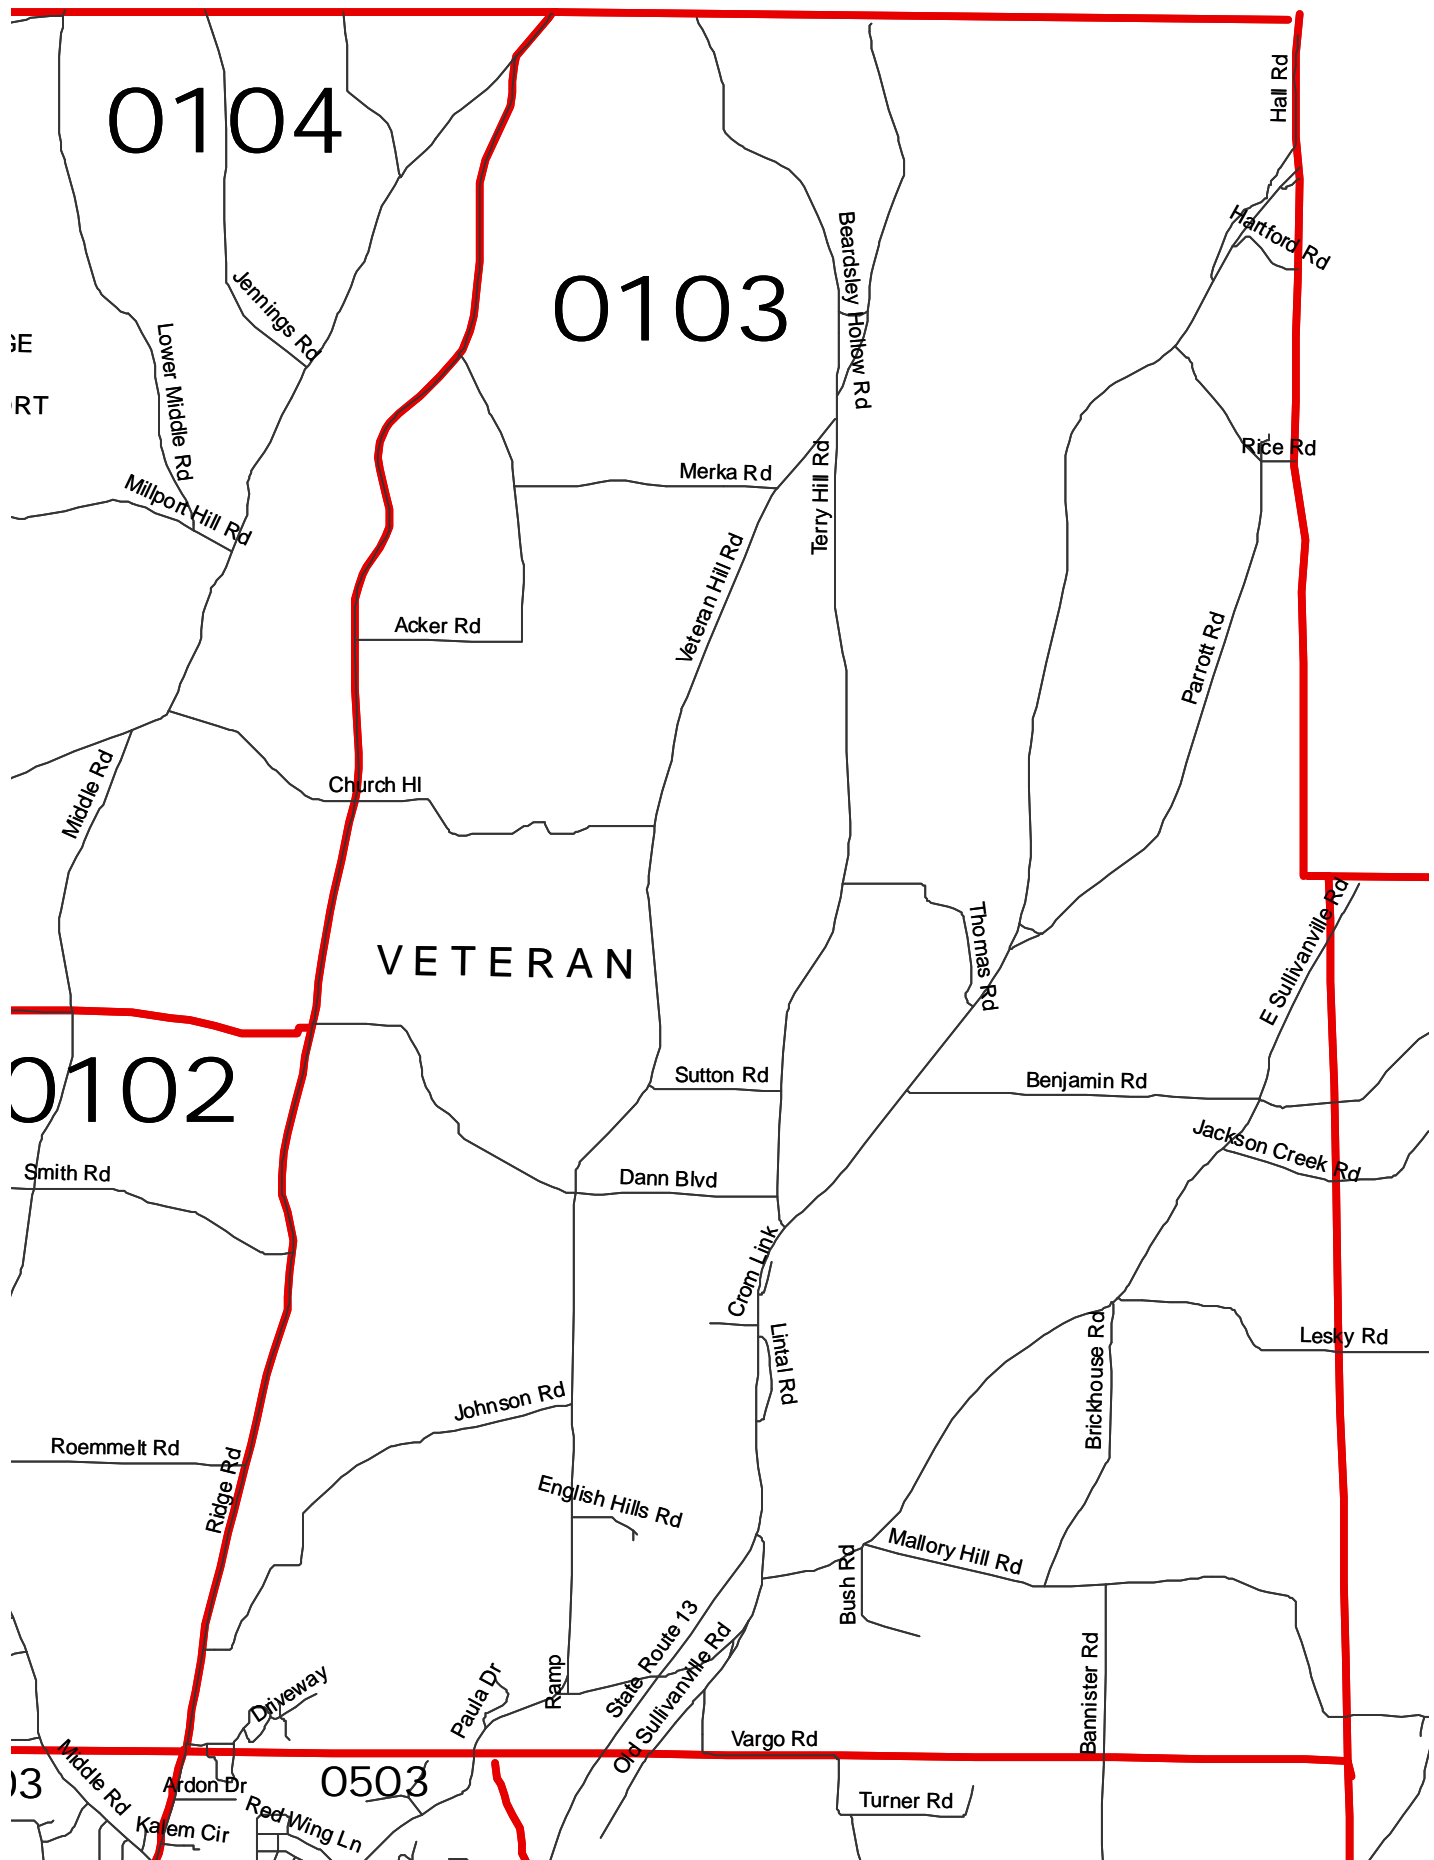 Hall Rd
0104
Hartford Rd
Beardsley Hollow Rd
Jennings Rd
0103
Lower Middle Rd
GE
RT
Rice Rd
Merka Rd
Terry Hill Rd
Millport Hill Rd
Veteran Hill Rd
Acker Rd
Parrott Rd
Middle Rd
Church Hl
E Sullivanville Rd
Thomas Rd
VETERAN
0102
Sutton Rd
Benjamin Rd
Jackson Creek Rd
Smith Rd
Dann Blvd
Crom Link
Lintal Rd
Brickhouse Rd
Lesky Rd
Johnson Rd
Roemmelt Rd
Ridge Rd
English Hills Rd
Mallory Hill Rd
Bush Rd
State Route 13
Old Sullivanville Rd
Bannister Rd
Ramp
Paula Dr
Driveway
Vargo Rd
Middle Rd
03
Ardon Dr
0503
Turner Rd
Red Wing Ln
Kalem Cir